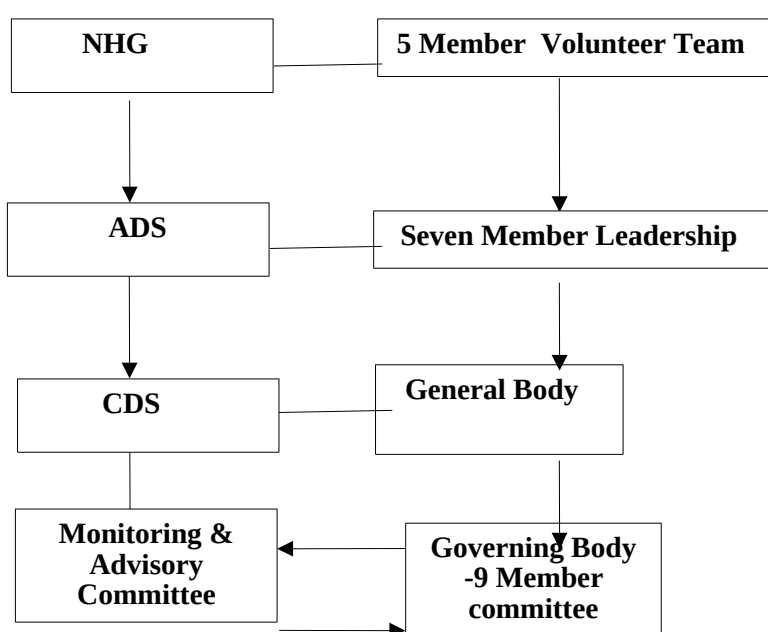 NHG
5 Member Volunteer Team
ADS
Seven Member Leadership
CDS
General Body
Monitoring &
Advisory
Committee
Governing Body
-9 Member
committee